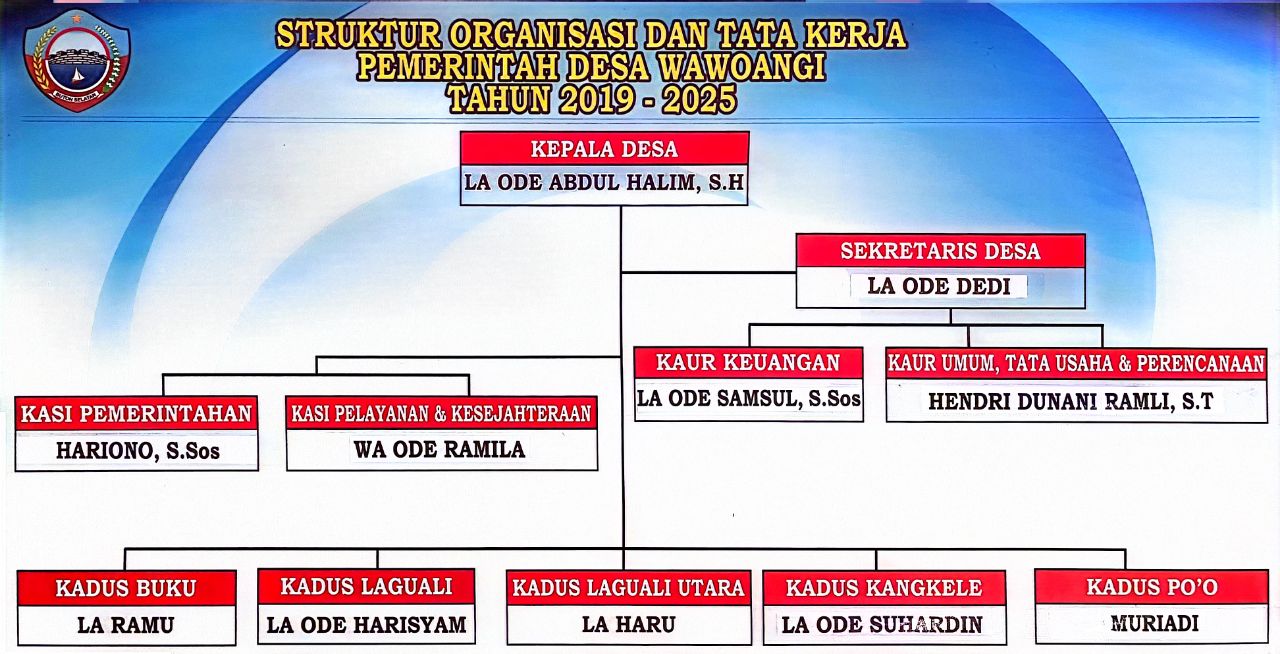 STRUKTUR ORGANISASI DAN TATA KERJA
PEMERINTAH DESA WAWOANGI
TAHUN 2019 - 2025
BUTON SELATAN
KEPALA DESA
LA ODE ABDUL HALIM, S.H
SEKRETARIS DESA
LA ODE DEDI
KAUR KEUANGAN
LA ODE SAMSUL, S.Sos
KAUR UMUM, TATA USAHA & PERENCANAAN
HENDRI DUNANI RAMLI, S.T
KASI PEMERINTAHAN
HARIONO, S.Sos
KASI PELAYANAN & KESEJAHTERAAN
WA ODE RAMILA
KADUS BUKU
LA RAMU
KADUS LAGUALI
LA ODE HARISYAM
KADUS LAGUALI UTARA
LA HARU
KADUS KANGKELE
LA ODE SUHARDIN
KADUS PO'O
MURIADI